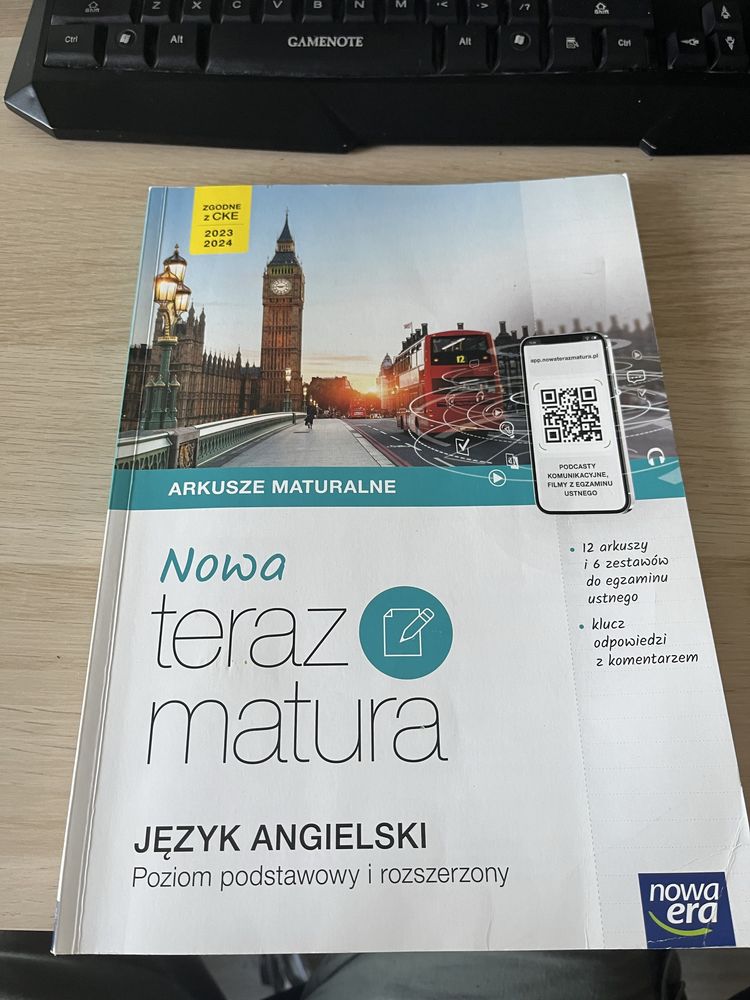 Z X C V B N M < >
Ctrl Alt GAMENOTE Alt Ctrl
ZGODNE
z CKE
2023
2024
12
app.nowaterazmatura.pl
PODCASTY
KOMUNIKACYJNE,
FILMY Z EGZAMINU
USTNEGO
ARKUSZE MATURALNE
• 12 arkuszy
i 6 zestawów
do egzaminu
ustnego
• klucz
odpowiedzi
z komentarzem
Nowa
teraz
matura
JĘZYK ANGIELSKI
Poziom podstawowy i rozszerzony
nowa
era